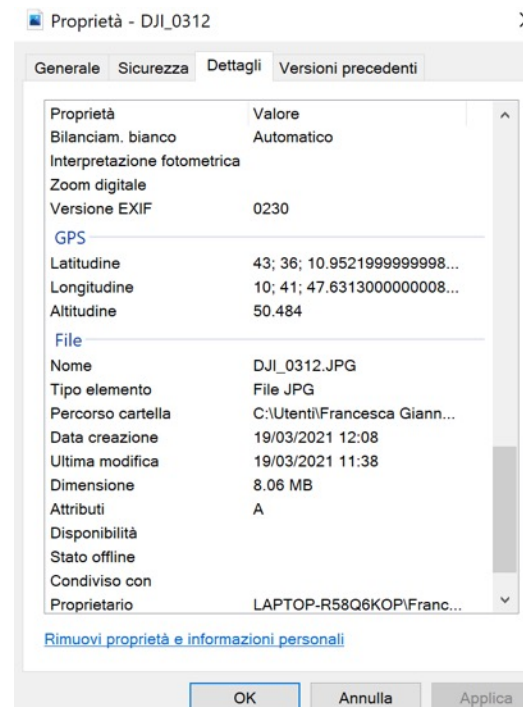 Proprietà - DJI_0312
Generale Sicurezza Dettagli Versioni precedenti
Proprietà Valore
Bilanciam. bianco Automatico
Interpretazione fotometrica
Zoom digitale
Versione EXIF 0230
GPS
Latitudine 43; 36; 10.9521999999998...
Longitudine 10; 41; 47.6313000000008...
Altitudine 50.484
File
Nome DJI_0312.JPG
Tipo elemento File JPG
Percorso cartella C:\Utenti\Francesca Giann...
Data creazione 19/03/2021 12:08
Ultima modifica 19/03/2021 11:38
Dimensione 8.06 MB
Attributi A
Disponibilità
Stato offline
Condiviso con
Proprietario LAPTOP-R58Q6KOP\Franc...
Rimuovi proprietà e informazioni personali
OK Annulla Applica